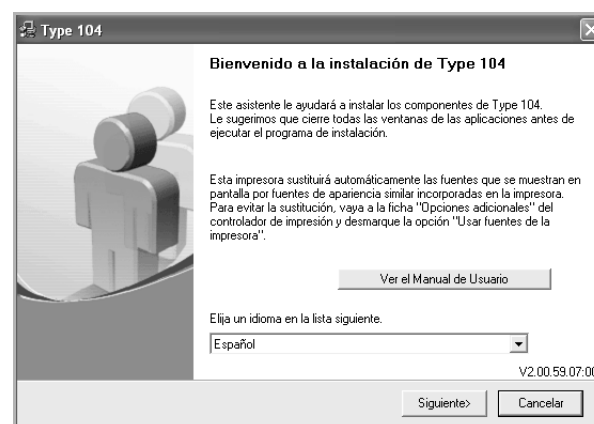 Type 104
Bienvenido a la instalación de Type 104
Este asistente le ayudará a instalar los componentes de Type 104.
Le sugerimos que cierre todas las ventanas de las aplicaciones antes de
ejecutar el programa de instalación.
Esta impresora sustituirá automáticamente las fuentes que se muestran en
pantalla por fuentes de apariencia similar incorporadas en la impresora.
Para evitar la sustitución, vaya a la ficha "Opciones adicionales" del
controlador de impresión y desmarque la opción "Usar fuentes de la
impresora".
Ver el Manual de Usuario
Elija un idioma en la lista siguiente.
Español
V2.00.59.07:00
Siguiente>
Cancelar